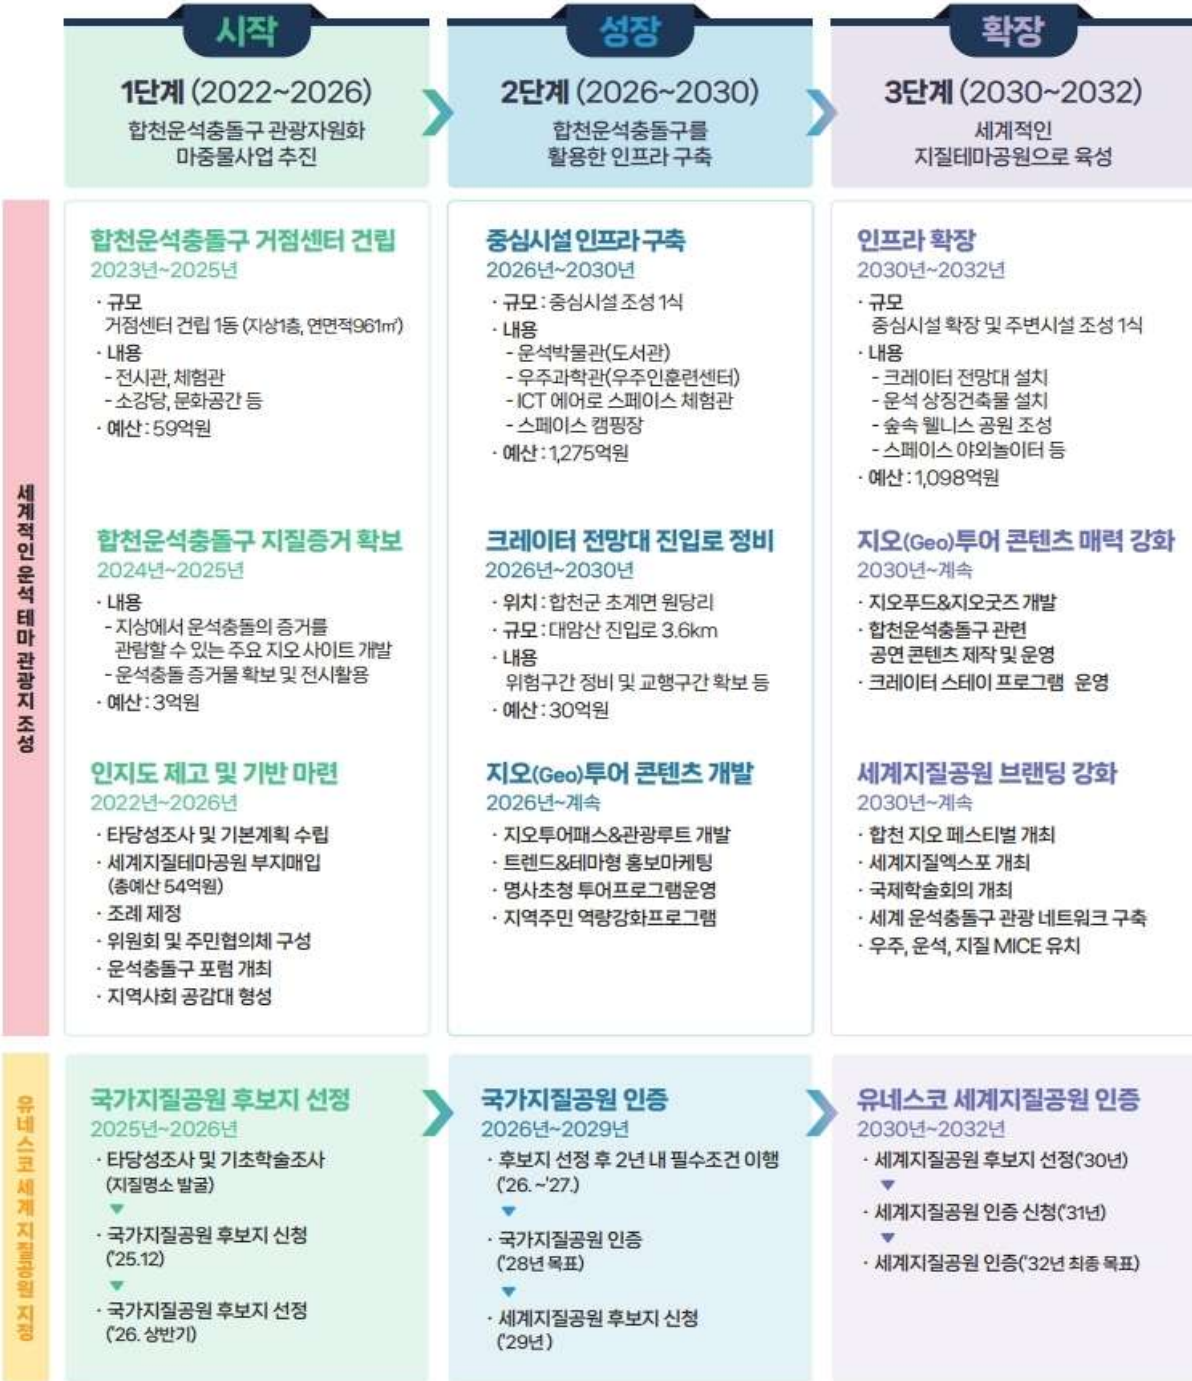 시작
1단계 (2022~2026)
합천운석충돌구 관광자원화
마중물사업 추진
성장
2단계 (2026~2030)
합천운석충돌구를
활용한 인프라 구축
확장
3단계 (2030~2032)
세계적인
지질테마공원으로 육성
세계적인 운석 테마 관광지 조성
합천운석충돌구 거점센터 건립
2023년~2025년
· 규모
거점센터 건립 1동 (지상1층, 연면적961㎡)
· 내용
- 전시관, 체험관
- 소강당, 문화공간 등
· 예산 : 59억원
합천운석충돌구 지질증거 확보
2024년~2025년
· 내용
- 지상에서 운석충돌의 증거를
관람할 수 있는 주요 지오 사이트 개발
- 운석충돌 증거물 확보 및 전시활용
· 예산 : 3억원
인지도 제고 및 기반 마련
2022년~2026년
· 타당성조사 및 기본계획 수립
· 세계지질테마공원 부지매입
(총예산 54억원)
· 조례 제정
· 위원회 및 주민협의체 구성
· 운석충돌구 포럼 개최
· 지역사회 공감대 형성
중심시설 인프라 구축
2026년~2030년
· 규모 : 중심시설 조성 1식
· 내용
- 운석박물관(도서관)
- 우주과학관(우주인훈련센터)
- ICT 에어로 스페이스 체험관
- 스페이스 캠핑장
· 예산 : 1,275억원
크레이터 전망대 진입로 정비
2026년~2030년
· 위치 : 합천군 초계면 원당리
· 규모 : 대암산 진입로 3.6km
· 내용
위험구간 정비 및 교행구간 확보 등
· 예산 : 30억원
지오(Geo)투어 콘텐츠 개발
2026년~계속
· 지오투어패스&관광루트 개발
· 트렌드&테마형 홍보마케팅
· 명사초청 투어프로그램운영
· 지역주민 역량강화프로그램
인프라 확장
2030년~2032년
· 규모
중심시설 확장 및 주변시설 조성 1식
· 내용
- 크레이터 전망대 설치
- 운석 상징건축물 설치
- 숲속 웰니스 공원 조성
- 스페이스 야외놀이터 등
· 예산 : 1,098억원
지오(Geo)투어 콘텐츠 매력 강화
2030년~계속
· 지오푸드&지오굿즈 개발
· 합천운석충돌구 관련
공연 콘텐츠 제작 및 운영
· 크레이터 스테이 프로그램 운영
세계지질공원 브랜딩 강화
2030년~계속
· 합천 지오 페스티벌 개최
· 세계지질엑스포 개최
· 국제학술회의 개최
· 세계 운석충돌구 관광 네트워크 구축
· 우주, 운석, 지질 MICE 유치
유네스코 세계지질공원 지정
국가지질공원 후보지 선정
2025년~2026년
· 타당성조사 및 기초학술조사
(지질명소 발굴)
▼
· 국가지질공원 후보지 신청
('25.12)
▼
· 국가지질공원 후보지 선정
('26. 상반기)
국가지질공원 인증
2026년~2029년
· 후보지 선정 후 2년 내 필수조건 이행
('26. ~'27.)
▼
· 국가지질공원 인증
('28년 목표)
▼
· 세계지질공원 후보지 신청
('29년)
유네스코 세계지질공원 인증
2030년~2032년
· 세계지질공원 후보지 선정('30년)
▼
· 세계지질공원 인증 신청('31년)
▼
· 세계지질공원 인증('32년 최종 목표)